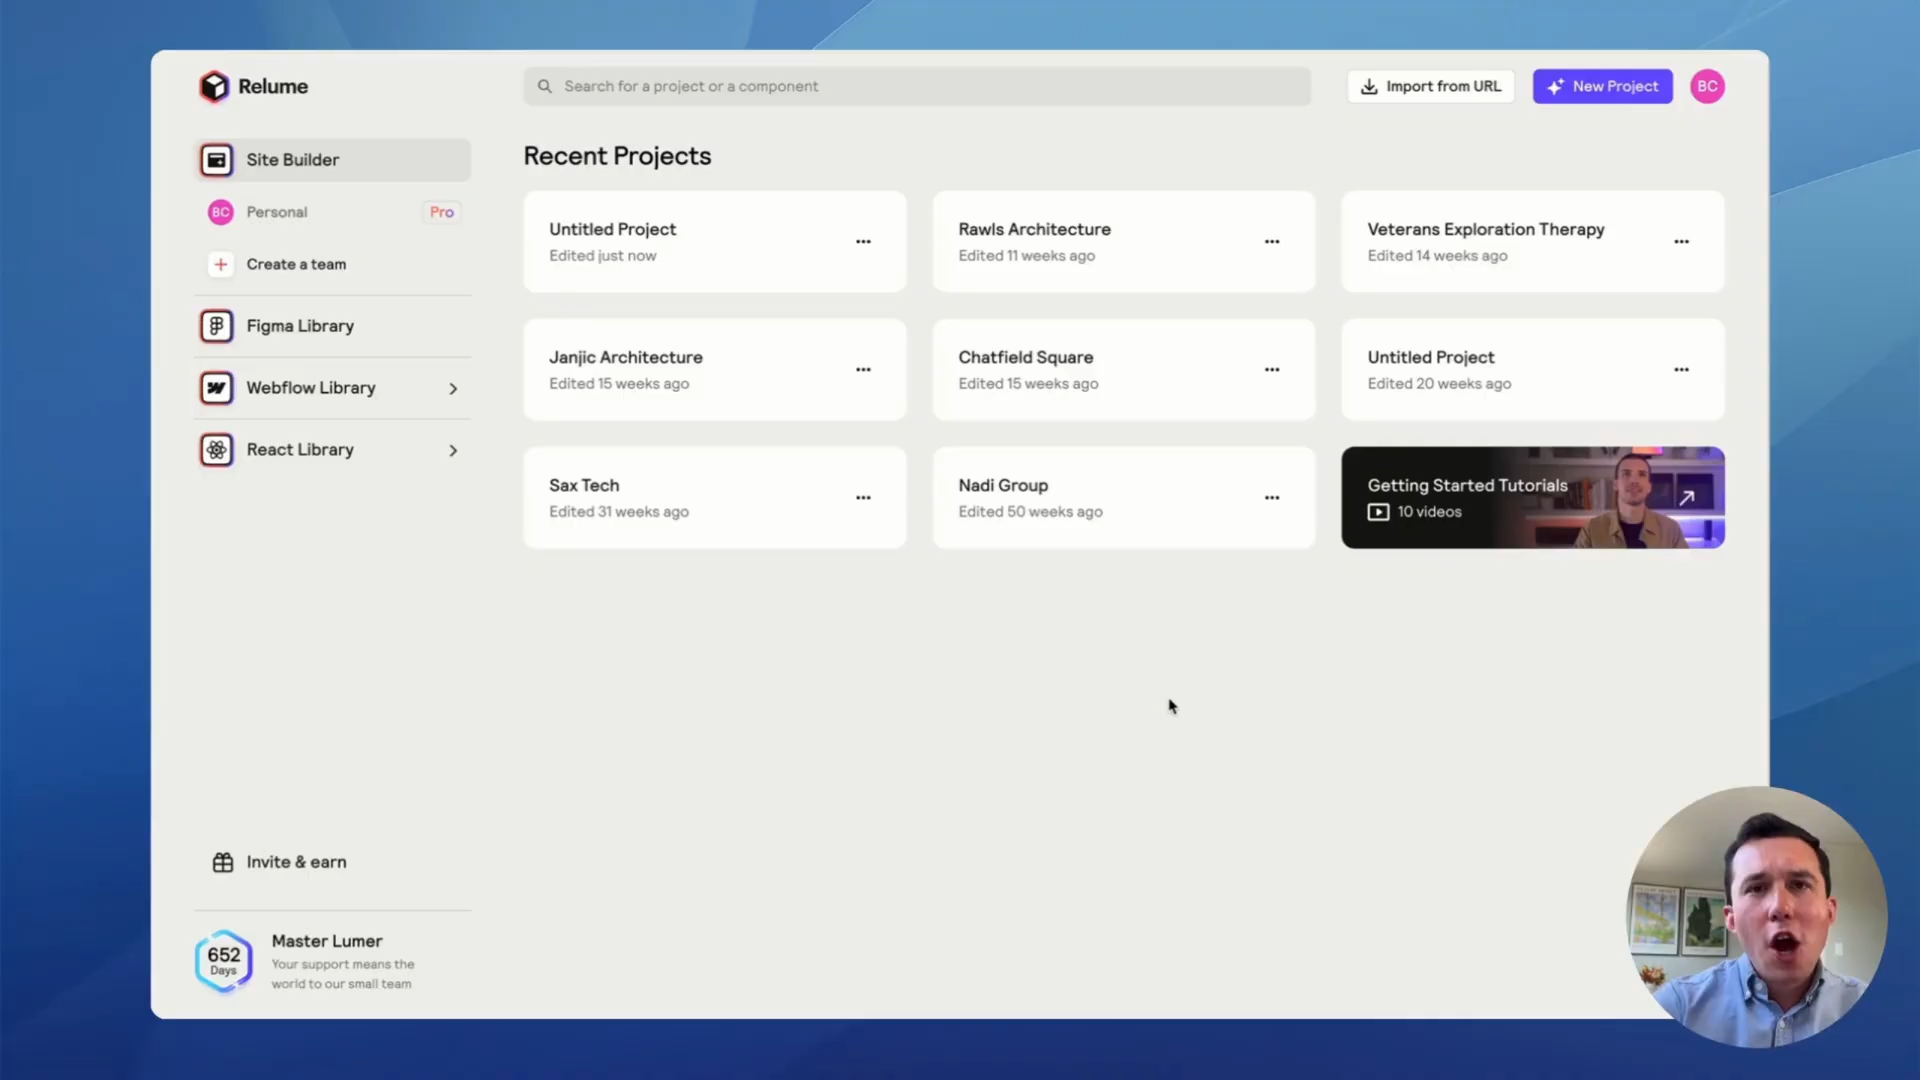 Relume
Search for a project or a component
Import from URL
New Project
BC
Site Builder
BC Personal Pro
Create a team
Figma Library
Webflow Library
React Library
Recent Projects
Untitled Project
Edited just now
Rawls Architecture
Edited 11 weeks ago
Veterans Exploration Therapy
Edited 14 weeks ago
Janjic Architecture
Edited 15 weeks ago
Chatfield Square
Edited 15 weeks ago
Untitled Project
Edited 20 weeks ago
Sax Tech
Edited 31 weeks ago
Nadi Group
Edited 50 weeks ago
Getting Started Tutorials
10 videos
Invite & earn
652
Days
Master Lumer
Your support means the
world to our small team